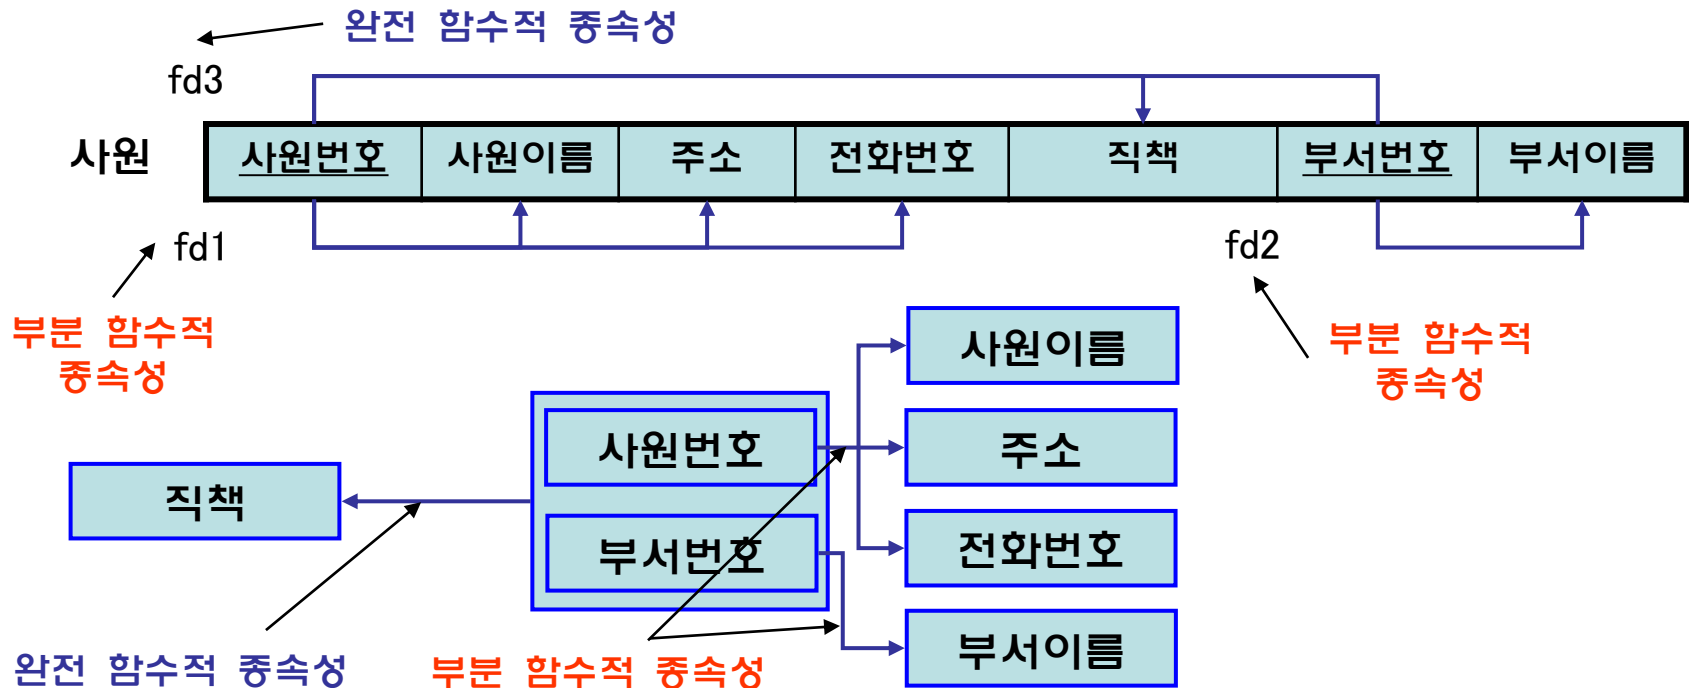 완전 함수적 종속성
fd3
사원
사원번호 사원이름 주소 전화번호 직책 부서번호 부서이름
fd1
fd2
부분 함수적
종속성
부분 함수적
종속성
사원이름
사원번호
주소
직책
부서번호
전화번호
부서이름
완전 함수적 종속성
부분 함수적 종속성